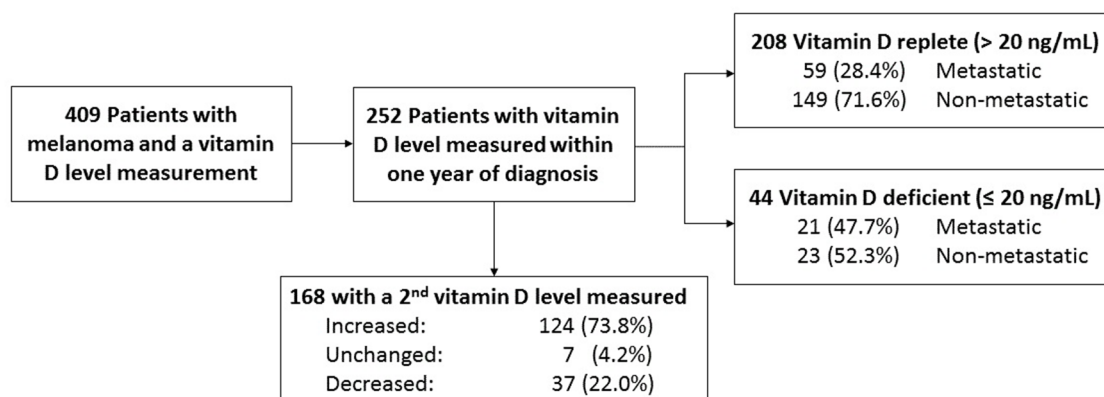 409 Patients with
melanoma and a vitamin
D level measurement
252 Patients with vitamin
D level measured within
one year of diagnosis
208 Vitamin D replete (> 20 ng/mL)
59 (28.4%) Metastatic
149 (71.6%) Non-metastatic
44 Vitamin D deficient (≤ 20 ng/mL)
21 (47.7%) Metastatic
23 (52.3%) Non-metastatic
168 with a 2nd vitamin D level measured
Increased: 124 (73.8%)
Unchanged: 7 (4.2%)
Decreased: 37 (22.0%)